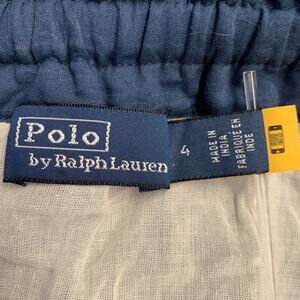 Polo
by Ralph Lauren
4
MADE IN
INDIA
FABRIQUÉ EN
INDE